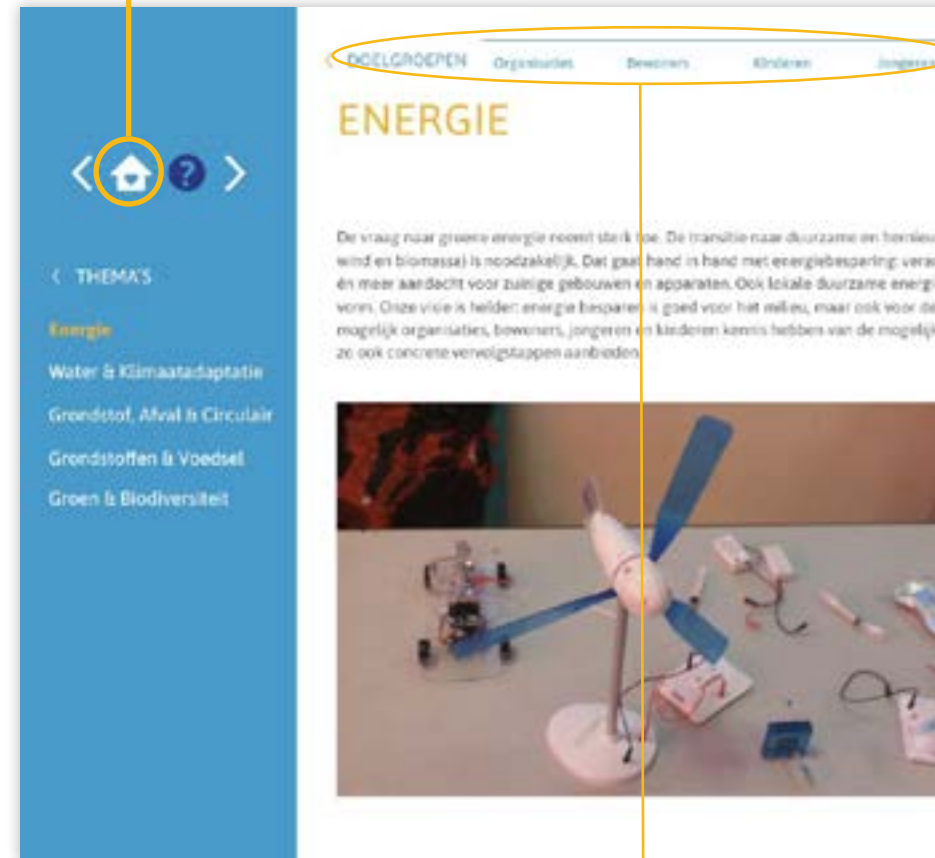 DOELGROEPEN Organisaties Bewoners Kinderen Jongeren
ENERGIE
?
THEMA'S
Energie
Water & Klimaatadaptatie
Grondstof, Afval & Circulair
Grondstoffen & Voedsel
Groen & Biodiversiteit
De vraag naar groene energie neemt sterk toe. De transitie naar duurzame en hernieu
wind en biomassa) is noodzakelijk. Dat gaat hand in hand met energiebesparing: vera
én meer aandacht voor zuinige gebouwen en apparaten. Ook lokale duurzame energi
vorm. Onze visie is helder: energie besparen is goed voor het milieu, maar ook voor de
mogelijk organisaties, bewoners, jongeren en kinderen kennis hebben van de mogelijk
ze ook concrete vervolgstappen aanbieden.